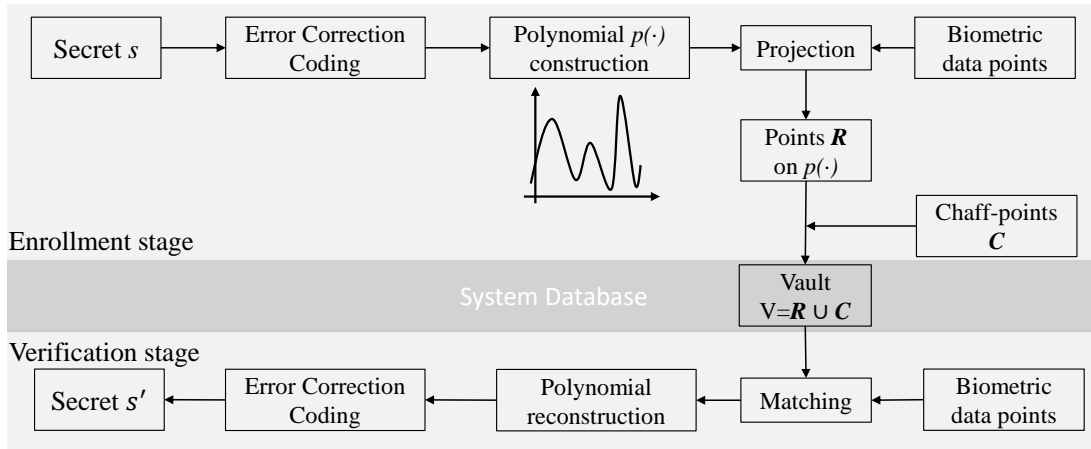 Secret s
Error Correction
Coding
Polynomial p(·)
construction
Projection
Biometric
data points
Points R
on p(·)
Chaff-points
C
Enrollment stage
System Database
Vault
V=R ∪ C
Verification stage
Secret s′
Error Correction
Coding
Polynomial
reconstruction
Matching
Biometric
data points